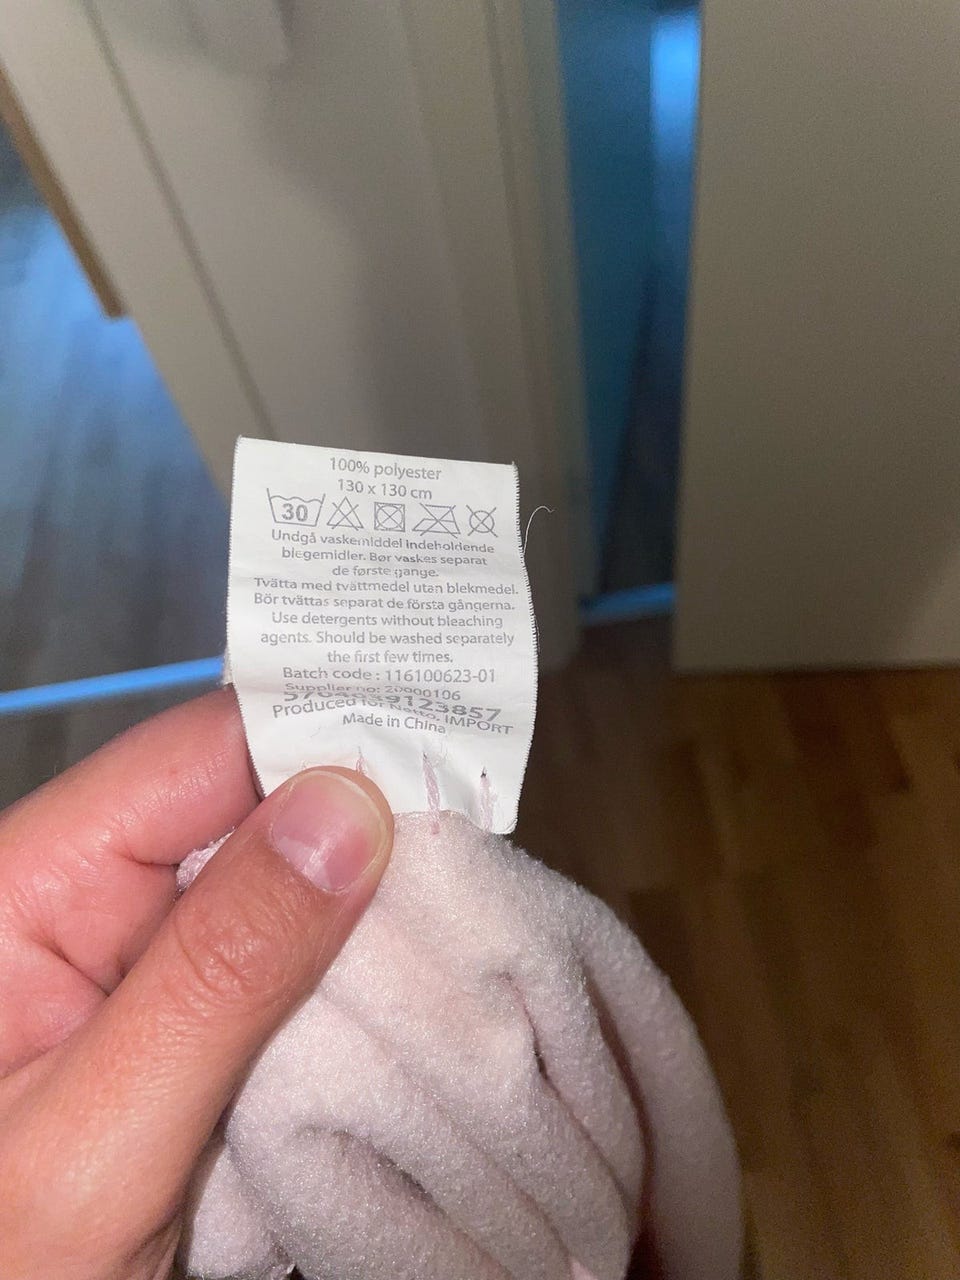 100% polyester
130 x 130 cm
30
Undgå vaskemiddel indeholdende
blegemidler. Bør vaskes separat
de første gange.
Tvätta med tvättmedel utan blekmedel.
Bör tvättas separat de första gångerna.
Use detergents without bleaching
agents. Should be washed separately
the first few times.
Batch code : 116100623-01
Supplier no: 20000106
5704039123857
Produced for Netto. IMPORT
Made in China